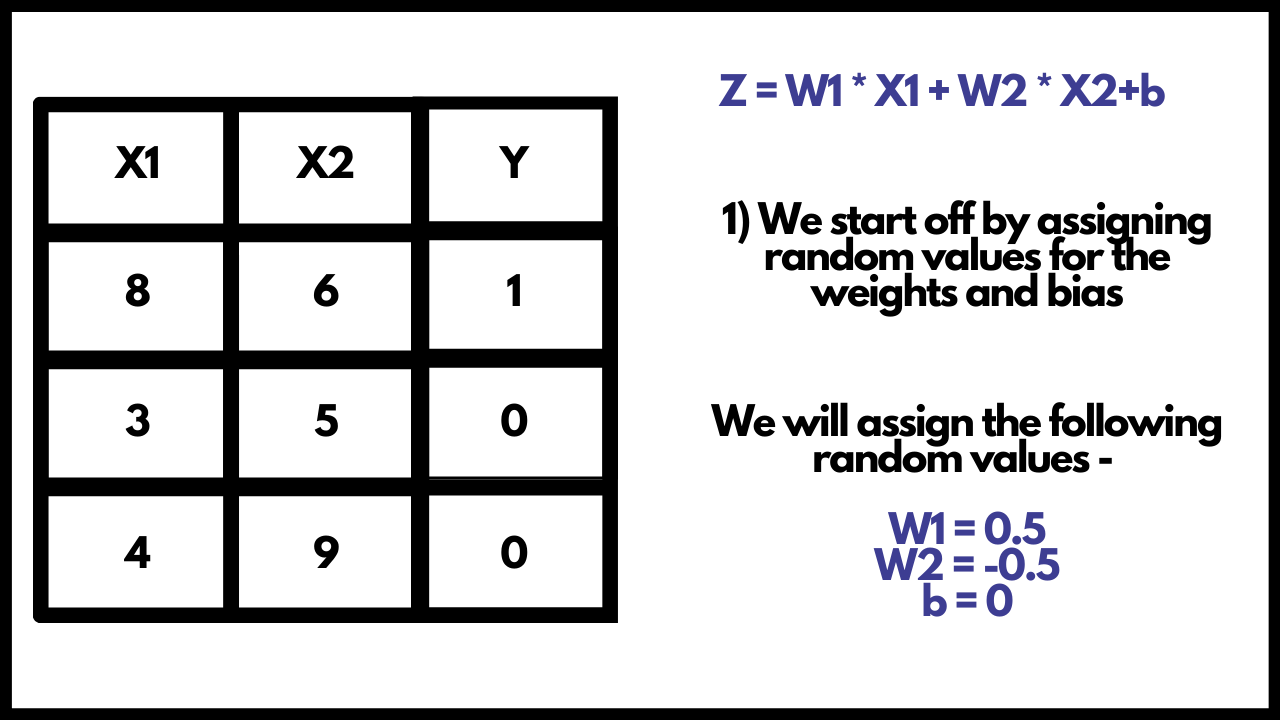 X1 X2 Y
8 6 1
3 5 0
4 9 0
Z = W1 * X1 + W2 * X2+b
1) We start off by assigning
random values for the
weights and bias
We will assign the following
random values -
W1 = 0.5
W2 = -0.5
b = 0